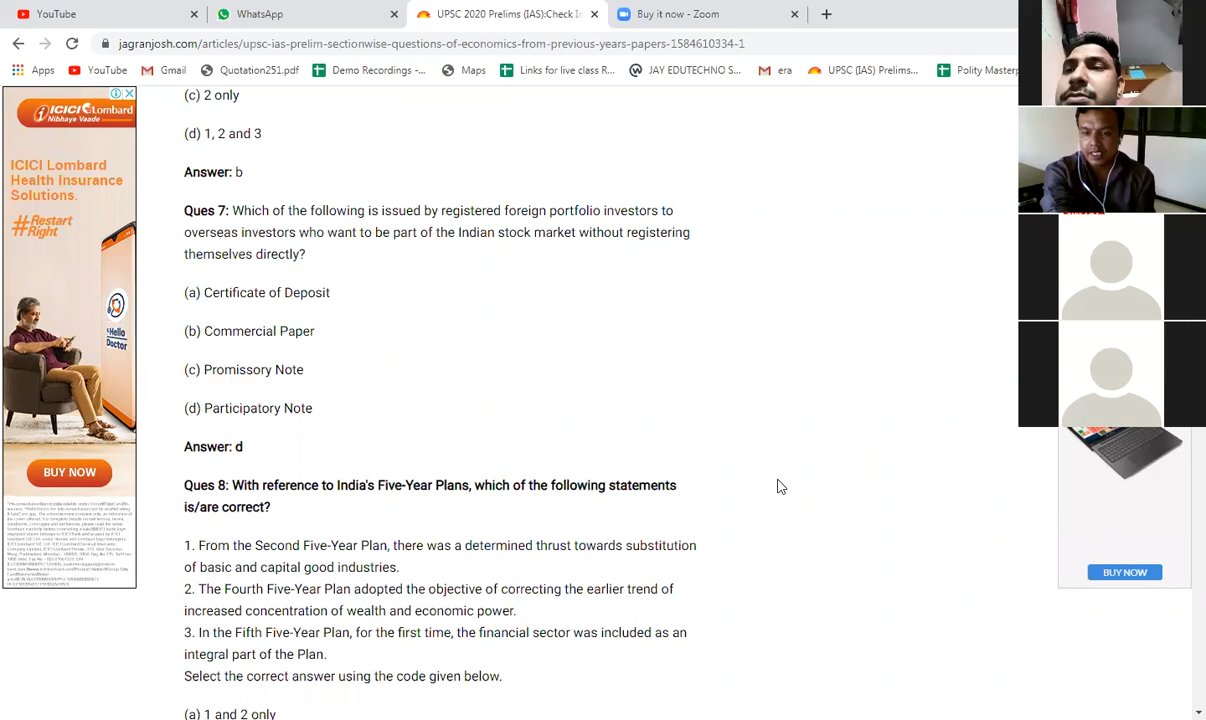 YouTube
WhatsApp
UPSC 2020 Prelims (IAS):Check I
Buy it now - Zoom
jagranjosh.com/articles/upsc-ias-prelim-sectionwise-questions-of-economics-from-previous-years-papers-1584610334-1
Apps
YouTube
Gmail
Quotation251.pdf
Demo Recordings -...
Maps
Links for live class R...
JAY EDUTECHNO S...
era
UPSC (IAS) Prelims...
Polity Masterp
ICICI Lombard
Nibhaye Vaade
ICICI Lombard
Health Insurance
Solutions.
#Restart
Right
Hello
Doctor
BUY NOW
(c) 2 only
(d) 1, 2 and 3
Answer: b
Ques 7: Which of the following is issued by registered foreign portfolio investors to
overseas investors who want to be part of the Indian stock market without registering
themselves directly?
(a) Certificate of Deposit
(b) Commercial Paper
(c) Promissory Note
(d) Participatory Note
Answer: d
Ques 8: With reference to India's Five-Year Plans, which of the following statements
is/are correct?
1. From the Second Five-Year Plan, there was a determined thrust towards substitution
of basic and capital good industries.
2. The Fourth Five-Year Plan adopted the objective of correcting the earlier trend of
increased concentration of wealth and economic power.
3. In the Fifth Five-Year Plan, for the first time, the financial sector was included as an
integral part of the Plan.
Select the correct answer using the code given below.
(a) 1 and 2 only
BUY NOW